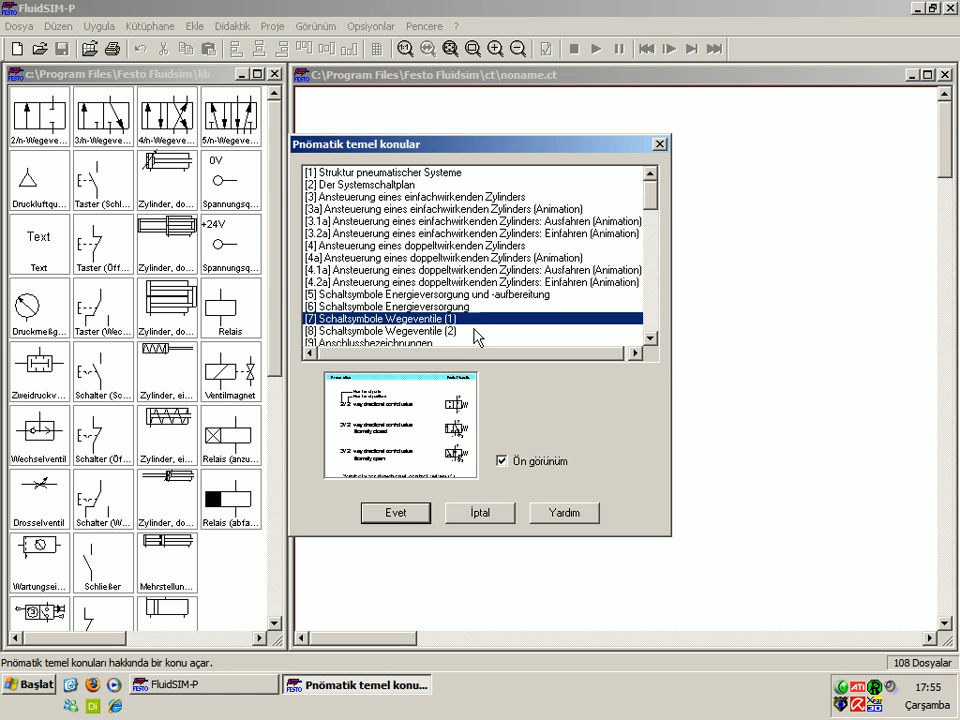 FluidSIM-P
Dosya Düzen Uygula Kütüphane Ekle Didaktik Proje Görünüm Opsiyonlar Pencere ?
c:\Program Files\Festo Fluidsim\lib
C:\Program Files\Festo Fluidsim\ct\noname.ct
2/n-Wegeve... 3/n-Wegeve... 4/n-Wegeve... 5/n-Wegeve...
0V
Druckluftqu... Taster (Schl... Zylinder, do... Spannungsq...
Text
+24V
Text Taster (Öff... Zylinder, do... Spannungsq...
Druckmeßg... Taster (Wec... Zylinder, do... Relais
Zweidruckw... Schalter (Sc... Zylinder, ei... Ventilmagnet
Wechselventil Schalter (Öf... Zylinder, ei... Relais (anzu...
Drosselventil Schalter (W... Zylinder, do... Relais (abfa...
Wartungsei... Schließer Mehrstellun...
Pnömatik temel konular
[1] Struktur pneumatischer Systeme
[2] Der Systemschaltplan
[3] Ansteuerung eines einfachwirkenden Zylinders
[3a] Ansteuerung eines einfachwirkenden Zylinders (Animation)
[3.1a] Ansteuerung eines einfachwirkenden Zylinders: Ausfahren (Animation)
[3.2a] Ansteuerung eines einfachwirkenden Zylinders: Einfahren (Animation)
[4] Ansteuerung eines doppeltwirkenden Zylinders
[4a] Ansteuerung eines doppeltwirkenden Zylinders (Animation)
[4.1a] Ansteuerung eines doppeltwirkenden Zylinders: Ausfahren (Animation)
[4.2a] Ansteuerung eines doppeltwirkenden Zylinders: Einfahren (Animation)
[5] Schaltsymbole Energieversorgung und -aufbereitung
[6] Schaltsymbole Energieversorgung
[7] Schaltsymbole Wegeventile (1)
[8] Schaltsymbole Wegeventile (2)
[9] Anschlussbezeichnungen
Ön görünüm
Evet İptal Yardım
Pnömatik temel konuları hakkında bir konu açar.
108 Dosyalar
Başlat
FluidSIM-P
Pnömatik temel konu...
17:55
Çarşamba